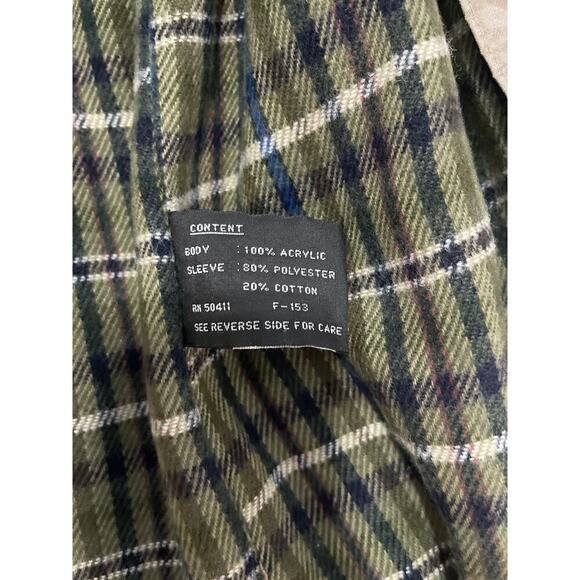 CONTENT
BODY : 100% ACRYLIC
SLEEVE : 80% POLYESTER
20% COTTON
RN 50411 F-153
SEE REVERSE SIDE FOR CARE